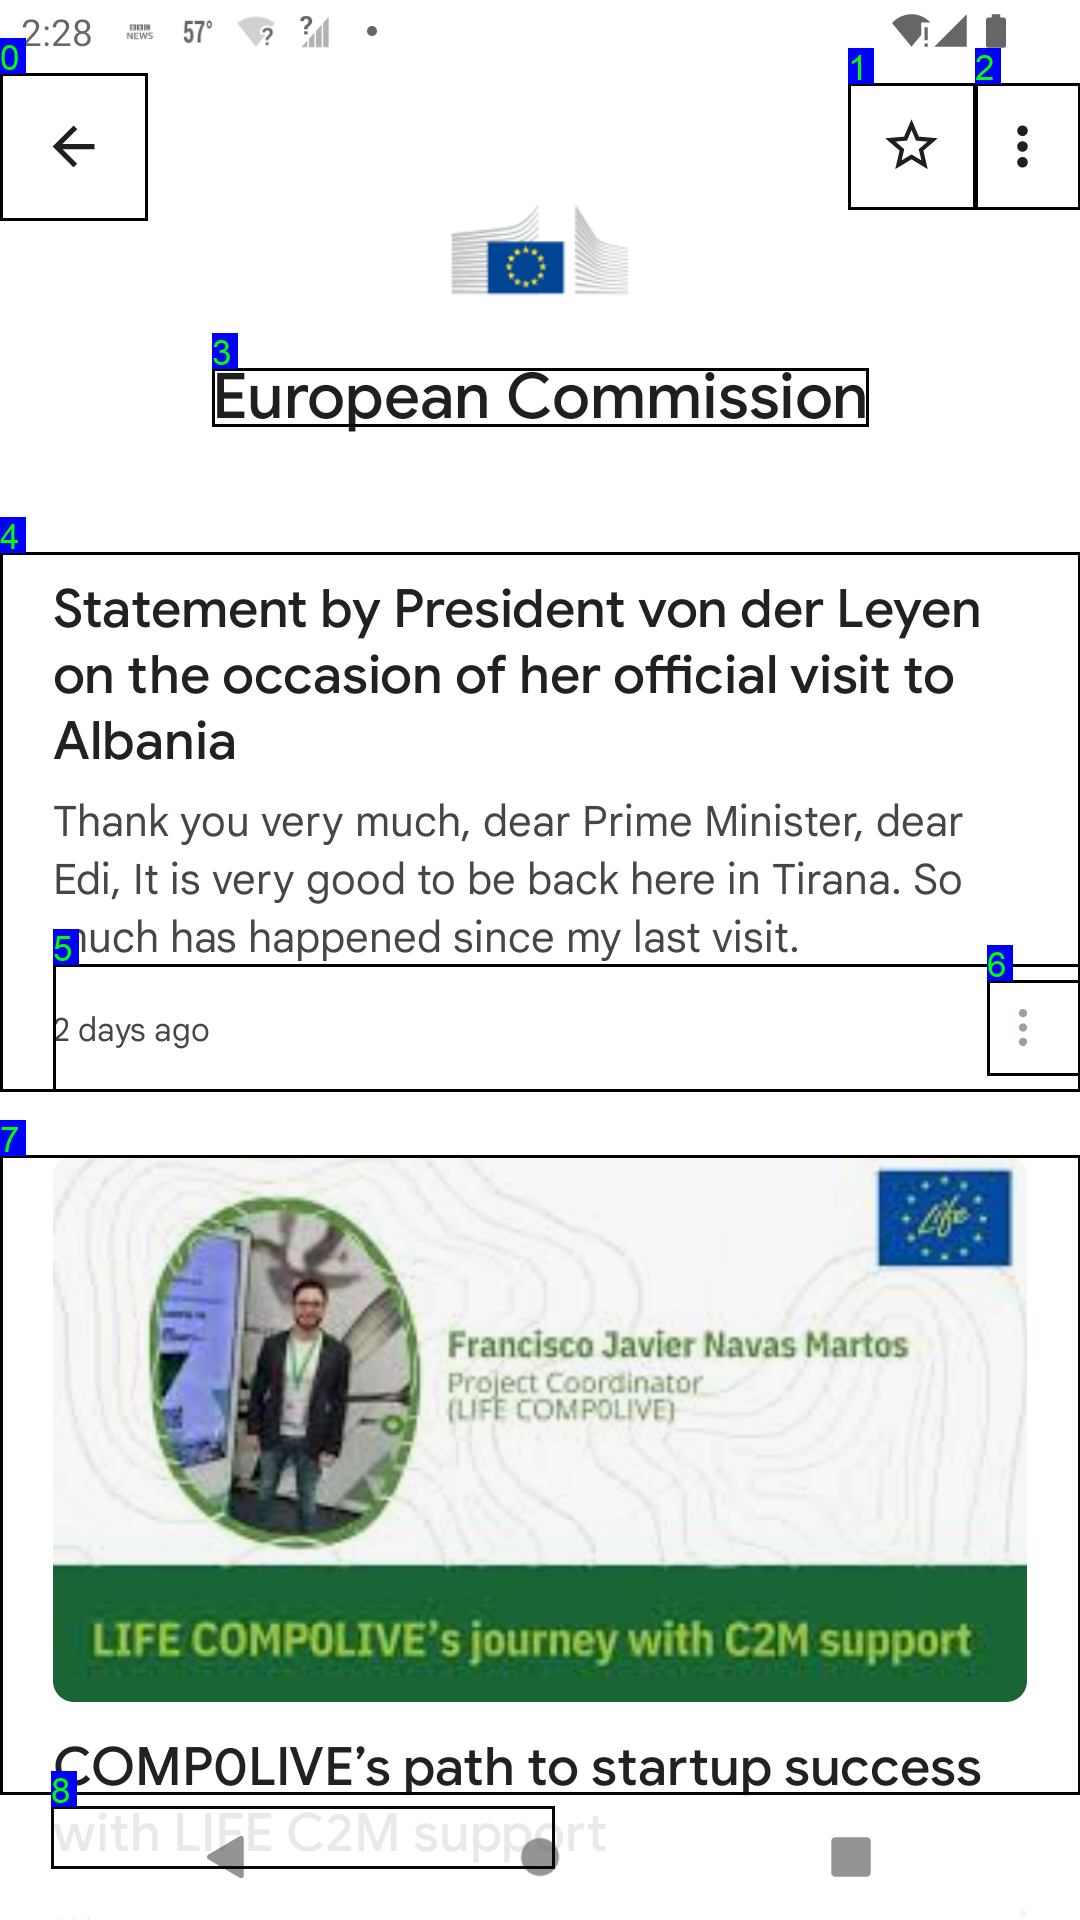 2:28
BBC
NEWS
57°
0
1
2
3
European Commission
4
Statement by President von der Leyen
on the occasion of her official visit to
Albania
Thank you very much, dear Prime Minister, dear
Edi, It is very good to be back here in Tirana. So
much has happened since my last visit.
5
6
2 days ago
7
Life
Francisco Javier Navas Martos
Project Coordinator
(LIFE COMP0LIVE)
LIFE COMP0LIVE's journey with C2M support
COMP0LIVE's path to startup success
8
with LIFE C2M support